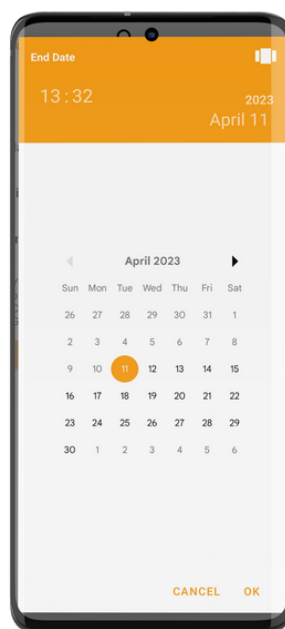 End Date
13:32
2023
April 11
April 2023
Sun Mon Tue Wed Thu Fri Sat
26 27 28 29 30 31 1
2 3 4 5 6 7 8
9 10 11 12 13 14 15
16 17 18 19 20 21 22
23 24 25 26 27 28 29
30 1 2 3 4 5 6
CANCEL OK